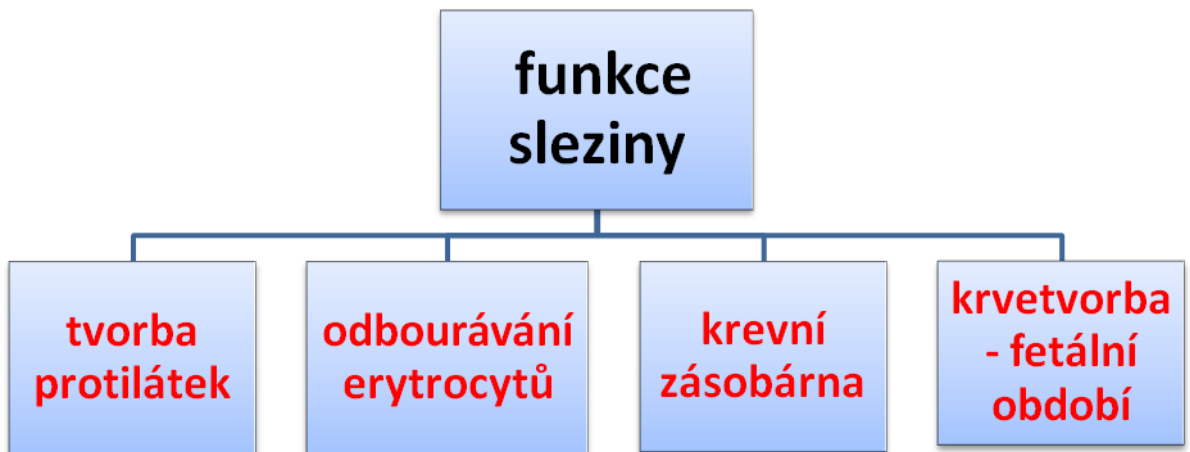 funkce
sleziny
tvorba
protilátek
odbourávání
erytrocytů
krevní
zásobárna
krvetvorba
- fetální
období